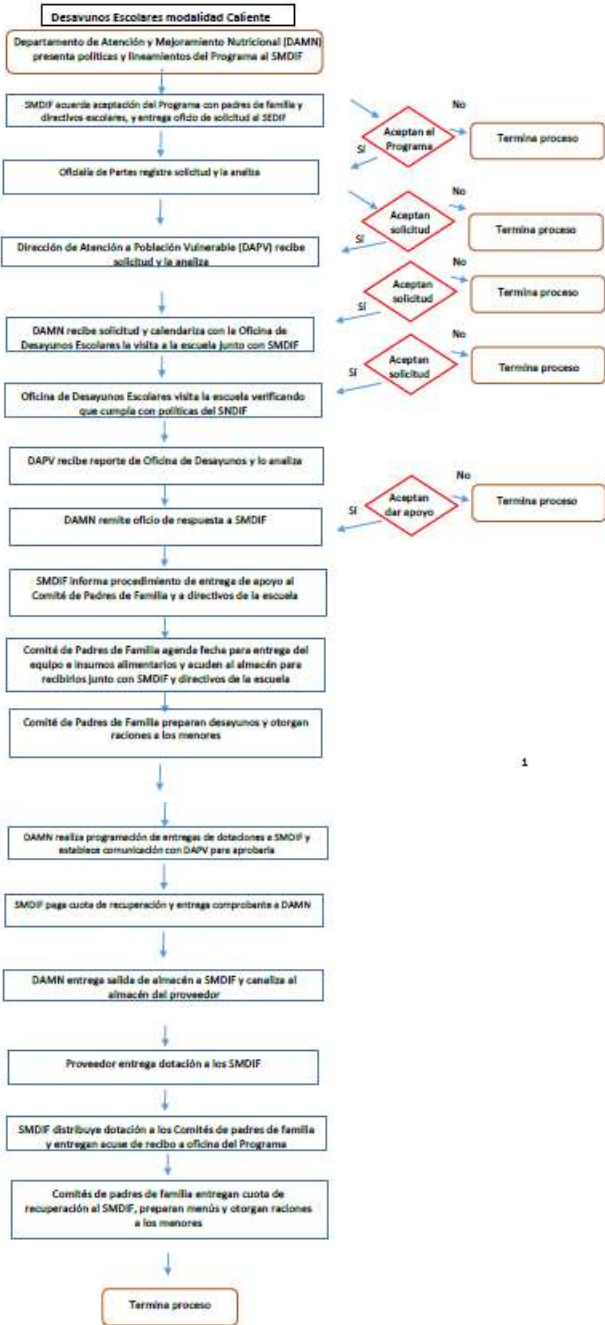 Desayunos Escolares modalidad Caliente
Departamento de Atención y Mejoramiento Nutricional (DAMN)
presenta políticas y lineamientos del Programa al SMDIF
SMDIF acuerda aceptación del Programa con padres de familia y
directivos escolares, y entrega oficio de solicitud al SEDIF
Aceptan el
Programa
No
Sí
Termina proceso
Oficialía de Partes registra solicitud y la analiza
Aceptan
solicitud
No
Sí
Termina proceso
Dirección de Atención a Población Vulnerable (DAPV) recibe
solicitud y la analiza
Aceptan
solicitud
No
Sí
Termina proceso
DAMN recibe solicitud y calendariza con la Oficina de
Desayunos Escolares la visita a la escuela junto con SMDIF
Aceptan
solicitud
No
Sí
Termina proceso
Oficina de Desayunos Escolares visita la escuela verificando
que cumpla con políticas del SNDIF
DAPV recibe reporte de Oficina de Desayunos y lo analiza
Aceptan
dar apoyo
No
Sí
Termina proceso
DAMN remite oficio de respuesta a SMDIF
SMDIF informa procedimiento de entrega de apoyo al
Comité de Padres de Familia y a directivos de la escuela
Comité de Padres de Familia agenda fecha para entrega del
equipo e insumos alimentarios y acuden al almacén para
recibirlos junto con SMDIF y directivos de la escuela
Comité de Padres de Familia preparan desayunos y otorgan
raciones a los menores
1
DAMN realiza programación de entregas de dotaciones a SMDIF y
establece comunicación con DAPV para aprobarla
SMDIF paga cuota de recuperación y entrega comprobante a DAMN
DAMN entrega salida de almacén a SMDIF y canaliza al
almacén del proveedor
Proveedor entrega dotación a los SMDIF
SMDIF distribuye dotación a los Comités de padres de familia
y entregan acuse de recibo a oficina del Programa
Comités de padres de familia entregan cuota de
recuperación al SMDIF, preparan menús y otorgan raciones
a los menores
Termina proceso